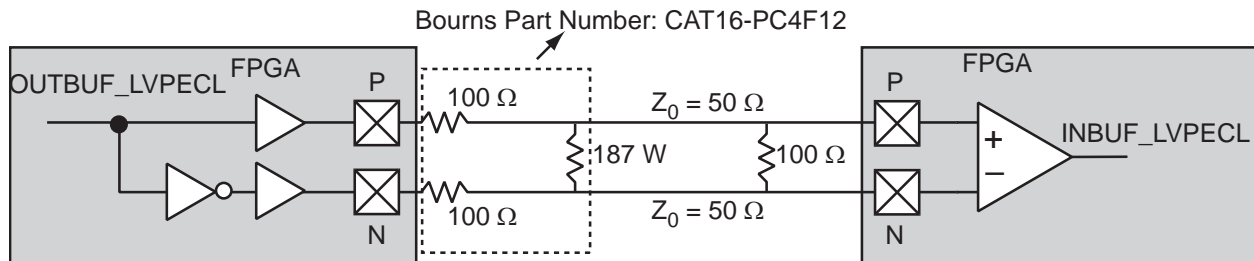 Bourns Part Number: CAT16-PC4F12
OUTBUF_LVPECL
FPGA
P
100 Ω
Z0 = 50 Ω
187 W
100 Ω
100 Ω
N
Z0 = 50 Ω
FPGA
P
+
−
INBUF_LVPECL
N